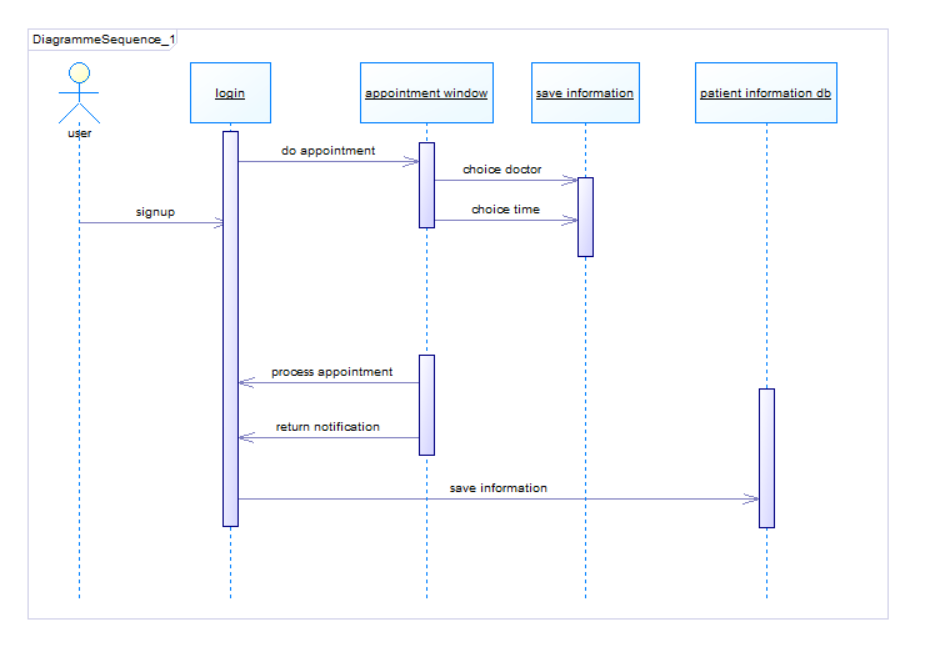 DiagrammeSequence_1
user
login
appointment window
save information
patient information db
do appointment
choice doctor
choice time
signup
process appointment
return notification
save information